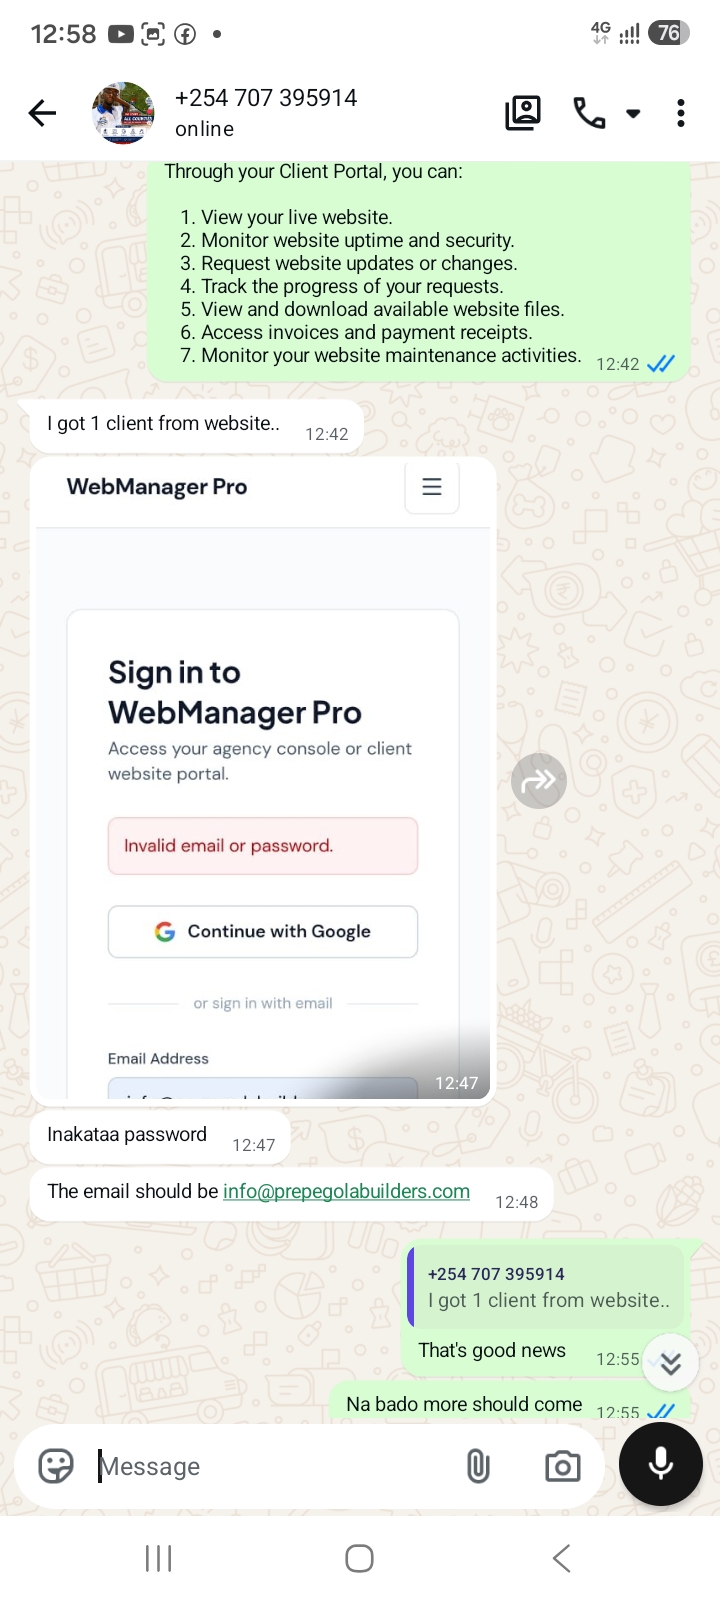 12:58
4G
76
+254 707 395914
online
Through your Client Portal, you can:
1. View your live website.
2. Monitor website uptime and security.
3. Request website updates or changes.
4. Track the progress of your requests.
5. View and download available website files.
6. Access invoices and payment receipts.
7. Monitor your website maintenance activities.
12:42
I got 1 client from website..
12:42
WebManager Pro
Sign in to
WebManager Pro
Access your agency console or client
website portal.
Invalid email or password.
Continue with Google
or sign in with email
Email Address
12:47
Inakataa password
12:47
The email should be info@prepegolabuilders.com
12:48
+254 707 395914
I got 1 client from website..
That's good news
12:55
Na bado more should come
12:55
Message